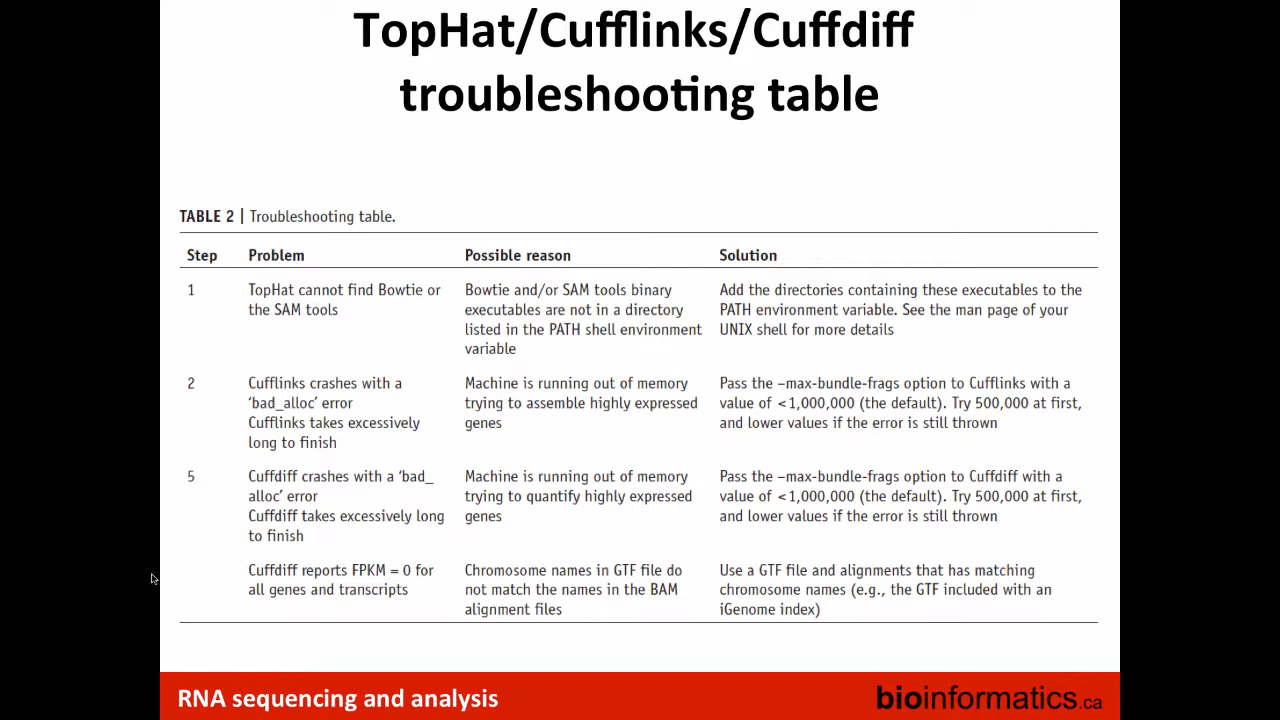 TopHat/Cufflinks/Cuffdiff
troubleshooting table
TABLE 2 | Troubleshooting table.
Step Problem Possible reason Solution
1 TopHat cannot find Bowtie or Bowtie and/or SAM tools binary Add the directories containing these executables to the
the SAM tools executables are not in a directory PATH environment variable. See the man page of your
listed in the PATH shell environment UNIX shell for more details
variable
2 Cufflinks crashes with a Machine is running out of memory Pass the –max-bundle-frags option to Cufflinks with a
‘bad_alloc’ error trying to assemble highly expressed value of <1,000,000 (the default). Try 500,000 at first,
Cufflinks takes excessively genes and lower values if the error is still thrown
long to finish
5 Cuffdiff crashes with a ‘bad_ Machine is running out of memory Pass the –max-bundle-frags option to Cuffdiff with a
alloc’ error trying to quantify highly expressed value of <1,000,000 (the default). Try 500,000 at first,
Cuffdiff takes excessively long genes and lower values if the error is still thrown
to finish
Cuffdiff reports FPKM = 0 for Chromosome names in GTF file do Use a GTF file and alignments that has matching
all genes and transcripts not match the names in the BAM chromosome names (e.g., the GTF included with an
alignment files iGenome index)
RNA sequencing and analysis bioinformatics.ca